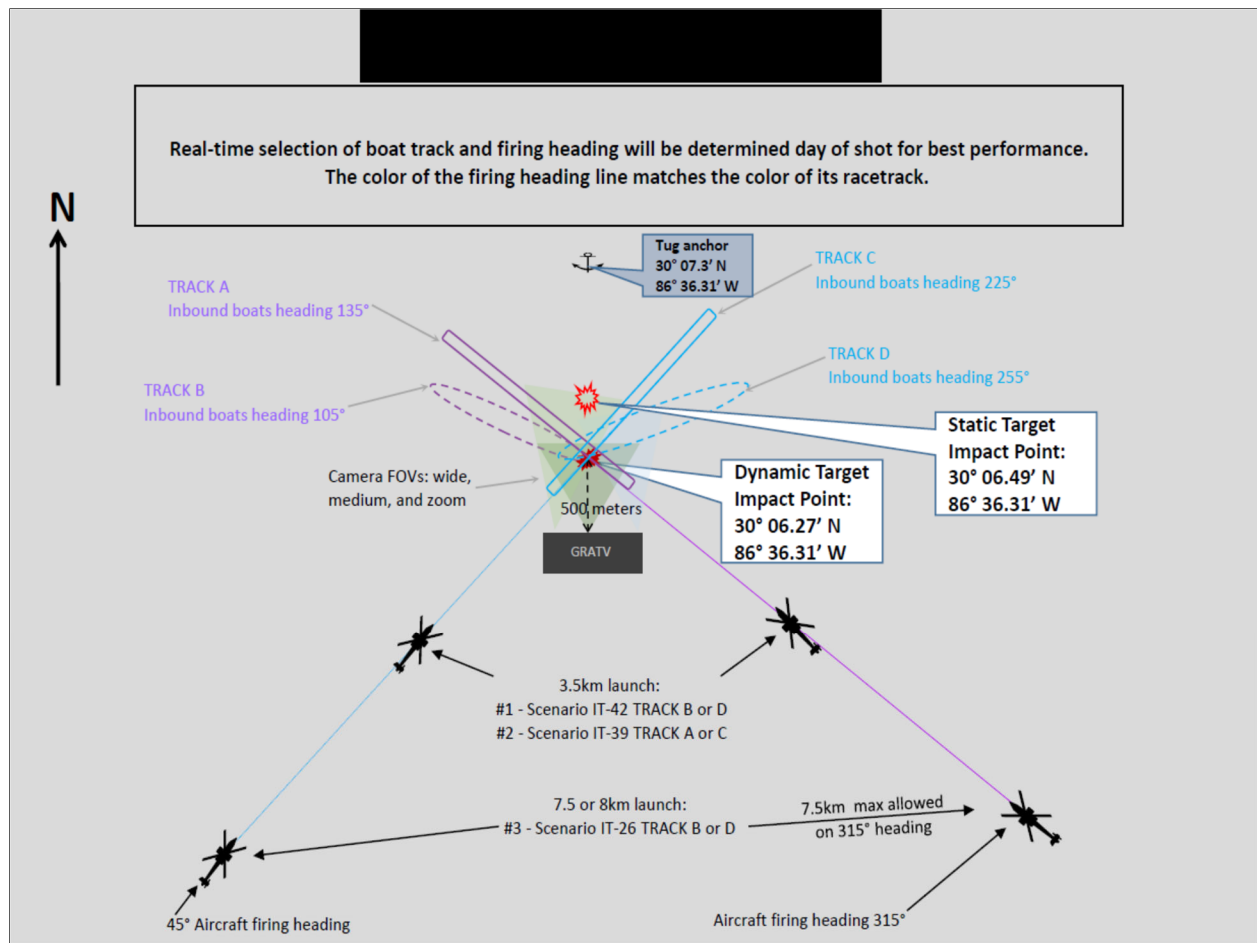 Real-time selection of boat track and firing heading will be determined day of shot for best performance.
The color of the firing heading line matches the color of its racetrack.
N
Tug anchor
30° 07.3' N
86° 36.31' W
TRACK C
Inbound boats heading 225°
TRACK A
Inbound boats heading 135°
TRACK D
Inbound boats heading 255°
TRACK B
Inbound boats heading 105°
Static Target
Impact Point:
30° 06.49' N
86° 36.31' W
Camera FOVs: wide,
medium, and zoom
Dynamic Target
Impact Point:
30° 06.27' N
86° 36.31' W
500 meters
GRATV
3.5km launch:
#1 - Scenario IT-42 TRACK B or D
#2 - Scenario IT-39 TRACK A or C
7.5 or 8km launch:
#3 - Scenario IT-26 TRACK B or D
7.5km max allowed
on 315° heading
45° Aircraft firing heading
Aircraft firing heading 315°